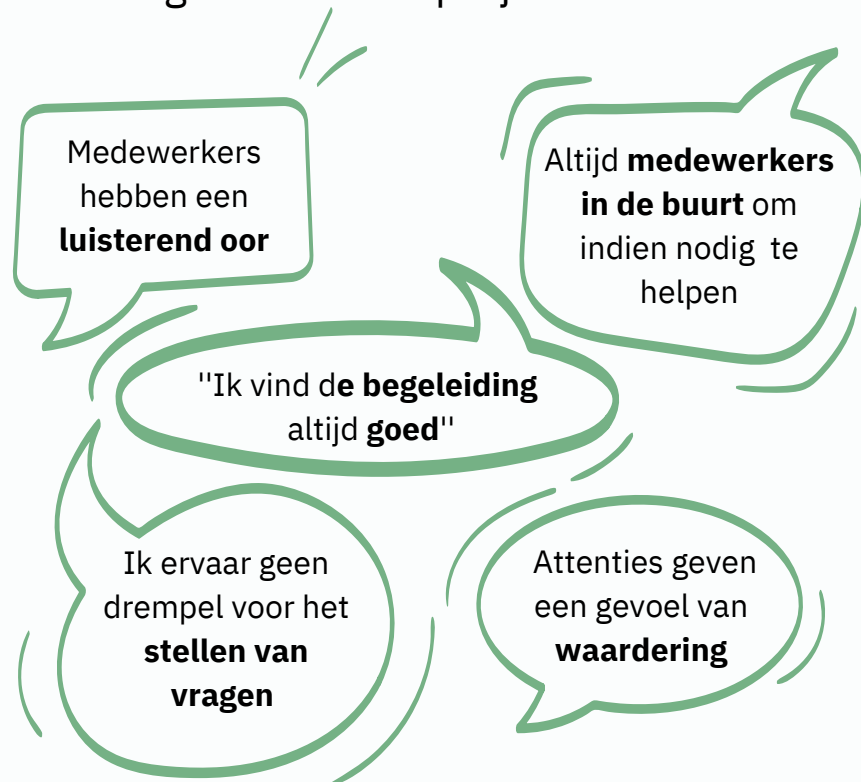 Medewerkers
hebben een
luisterend oor
Altijd medewerkers
in de buurt om
indien nodig te
helpen
"Ik vind de begeleiding
altijd goed"
Ik ervaar geen
drempel voor het
stellen van
vragen
Attenties geven
een gevoel van
waardering